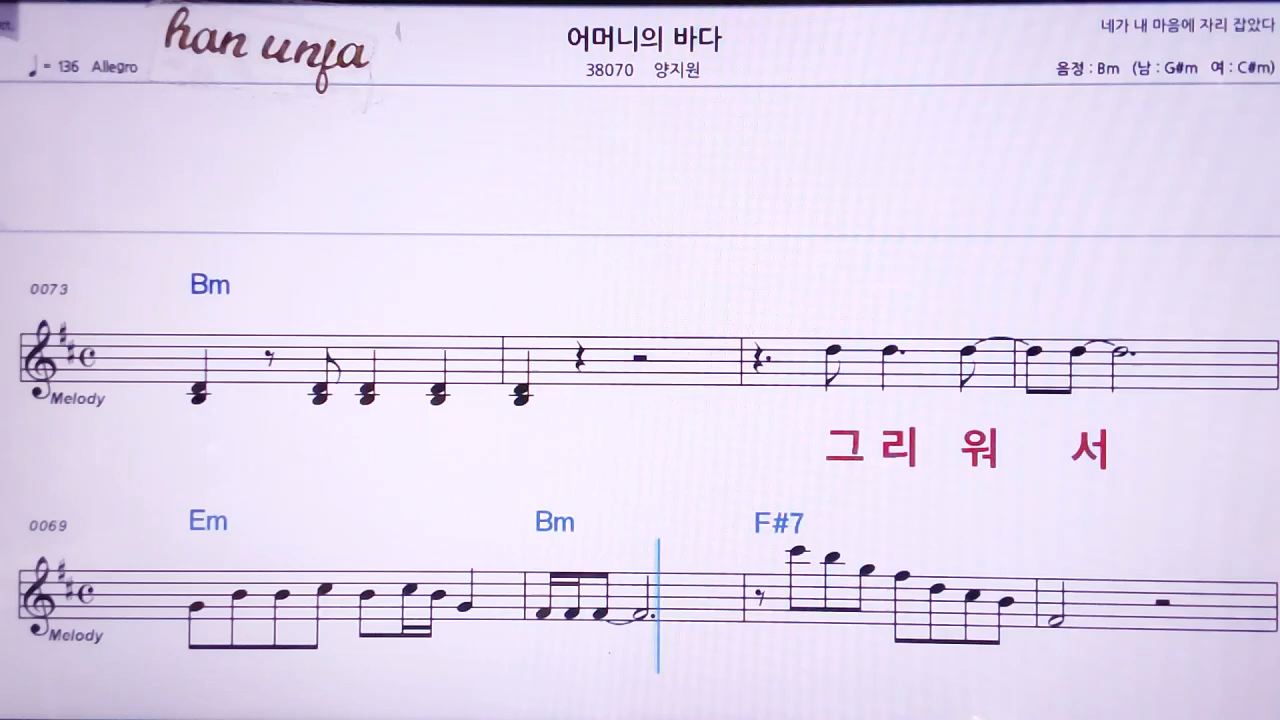 han unja
어머니의 바다
네가 내 마음에 자리 잡았다
♩ = 136 Allegro
38070 양지원
음정 : Bm (남 : G#m 여 : C#m)
0073
Bm
Melody
그 리 워 서
0069
Em Bm F#7
Melody